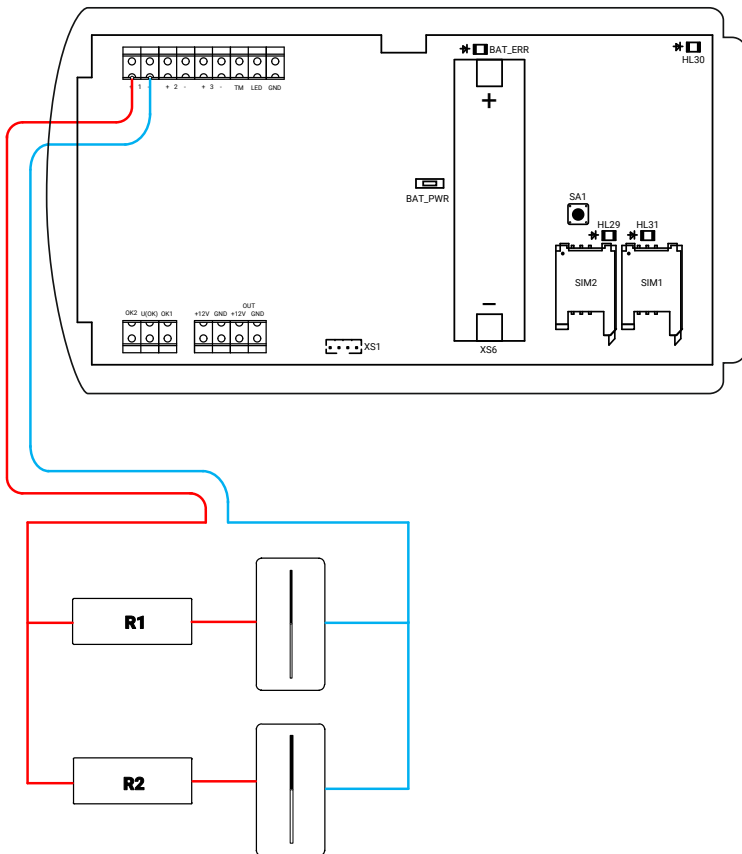 BAT_ERR
HL30
+ 1 - + 2 - + 3 - TM LED GND
+
BAT_PWR
SA1
HL29 HL31
SIM2 SIM1
OUT
OK2 U(OK) OK1 +12V GND +12V GND
-
XS1
XS6
R1
R2